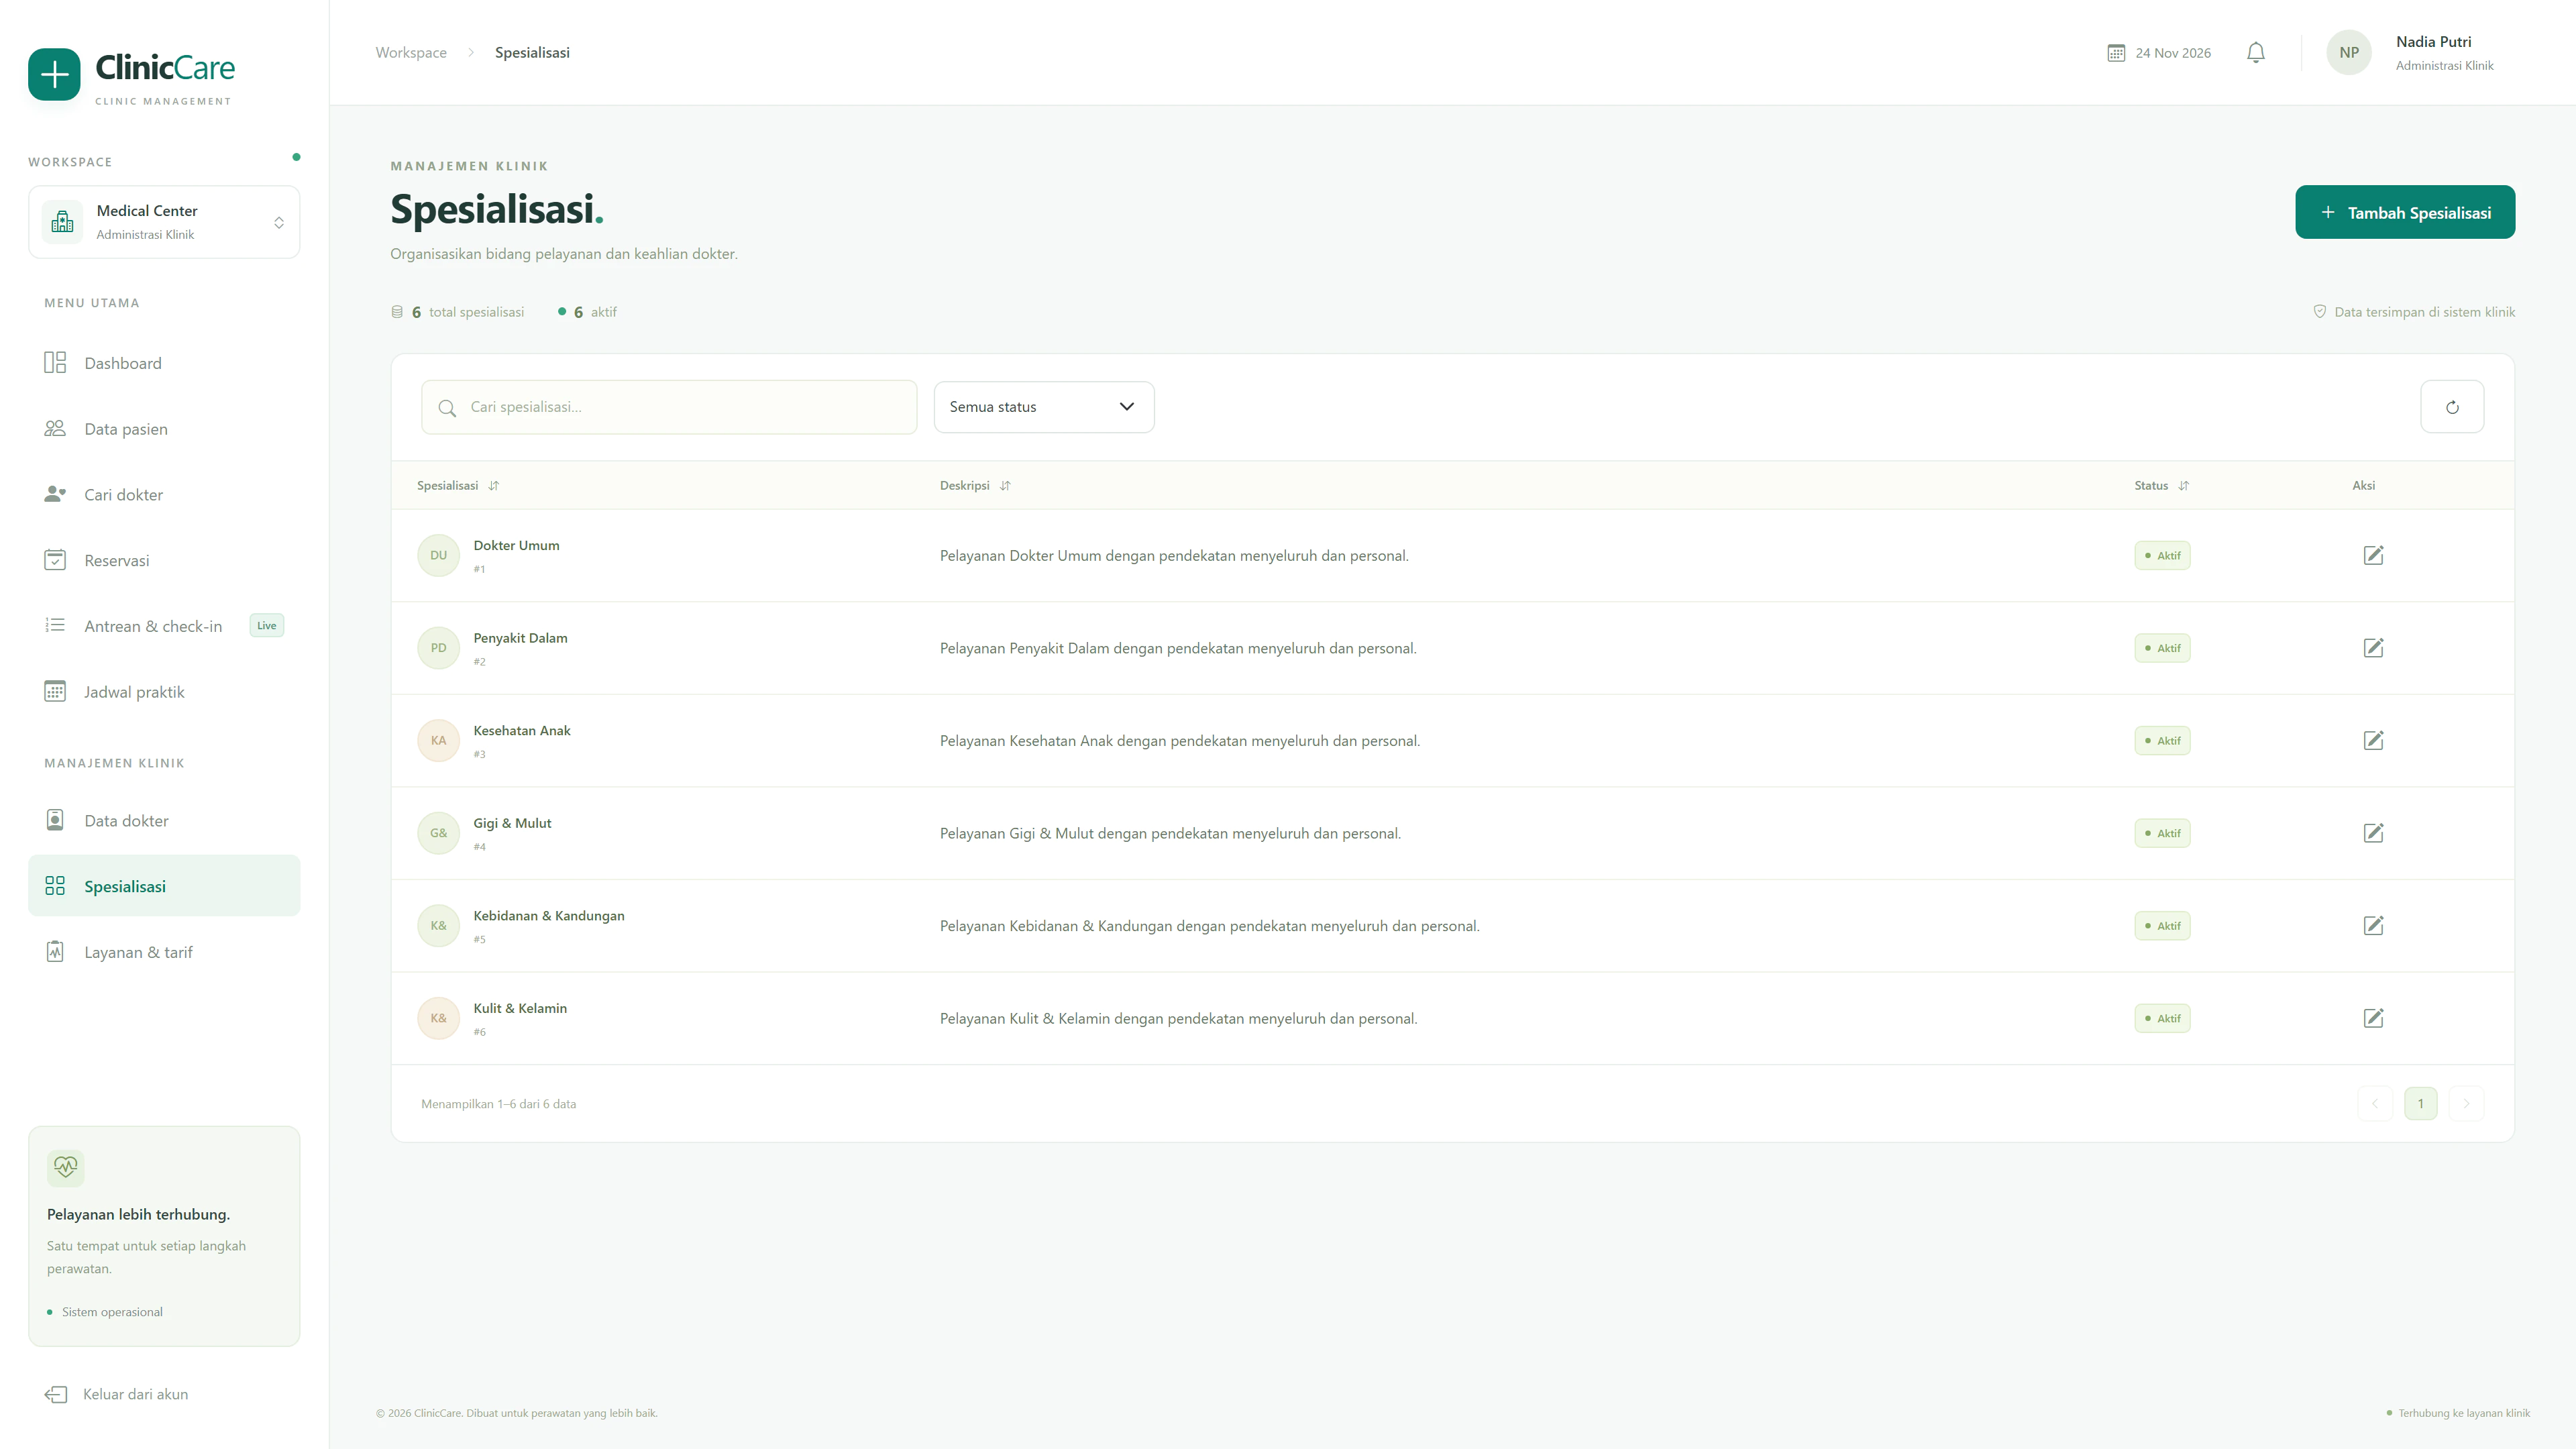 ClinicCare
CLINIC MANAGEMENT
WORKSPACE
Medical Center
Administrasi Klinik
MENU UTAMA
Dashboard
Data pasien
Cari dokter
Reservasi
Antrean & check-in
Live
Jadwal praktik
MANAJEMEN KLINIK
Data dokter
Spesialisasi
Layanan & tarif
Pelayanan lebih terhubung.
Satu tempat untuk setiap langkah
perawatan.
Sistem operasional
Keluar dari akun
Workspace
Spesialisasi
24 Nov 2026
NP
Nadia Putri
Administrasi Klinik
MANAJEMEN KLINIK
Spesialisasi.
Organisasikan bidang pelayanan dan keahlian dokter.
Tambah Spesialisasi
6 total spesialisasi
6 aktif
Data tersimpan di sistem klinik
Cari spesialisasi...
Semua status
Spesialisasi
Deskripsi
Status
Aksi
DU
Dokter Umum
#1
Pelayanan Dokter Umum dengan pendekatan menyeluruh dan personal.
Aktif
PD
Penyakit Dalam
#2
Pelayanan Penyakit Dalam dengan pendekatan menyeluruh dan personal.
Aktif
KA
Kesehatan Anak
#3
Pelayanan Kesehatan Anak dengan pendekatan menyeluruh dan personal.
Aktif
G&
Gigi & Mulut
#4
Pelayanan Gigi & Mulut dengan pendekatan menyeluruh dan personal.
Aktif
K&
Kebidanan & Kandungan
#5
Pelayanan Kebidanan & Kandungan dengan pendekatan menyeluruh dan personal.
Aktif
K&
Kulit & Kelamin
#6
Pelayanan Kulit & Kelamin dengan pendekatan menyeluruh dan personal.
Aktif
Menampilkan 1–6 dari 6 data
1
© 2026 ClinicCare. Dibuat untuk perawatan yang lebih baik.
Terhubung ke layanan klinik